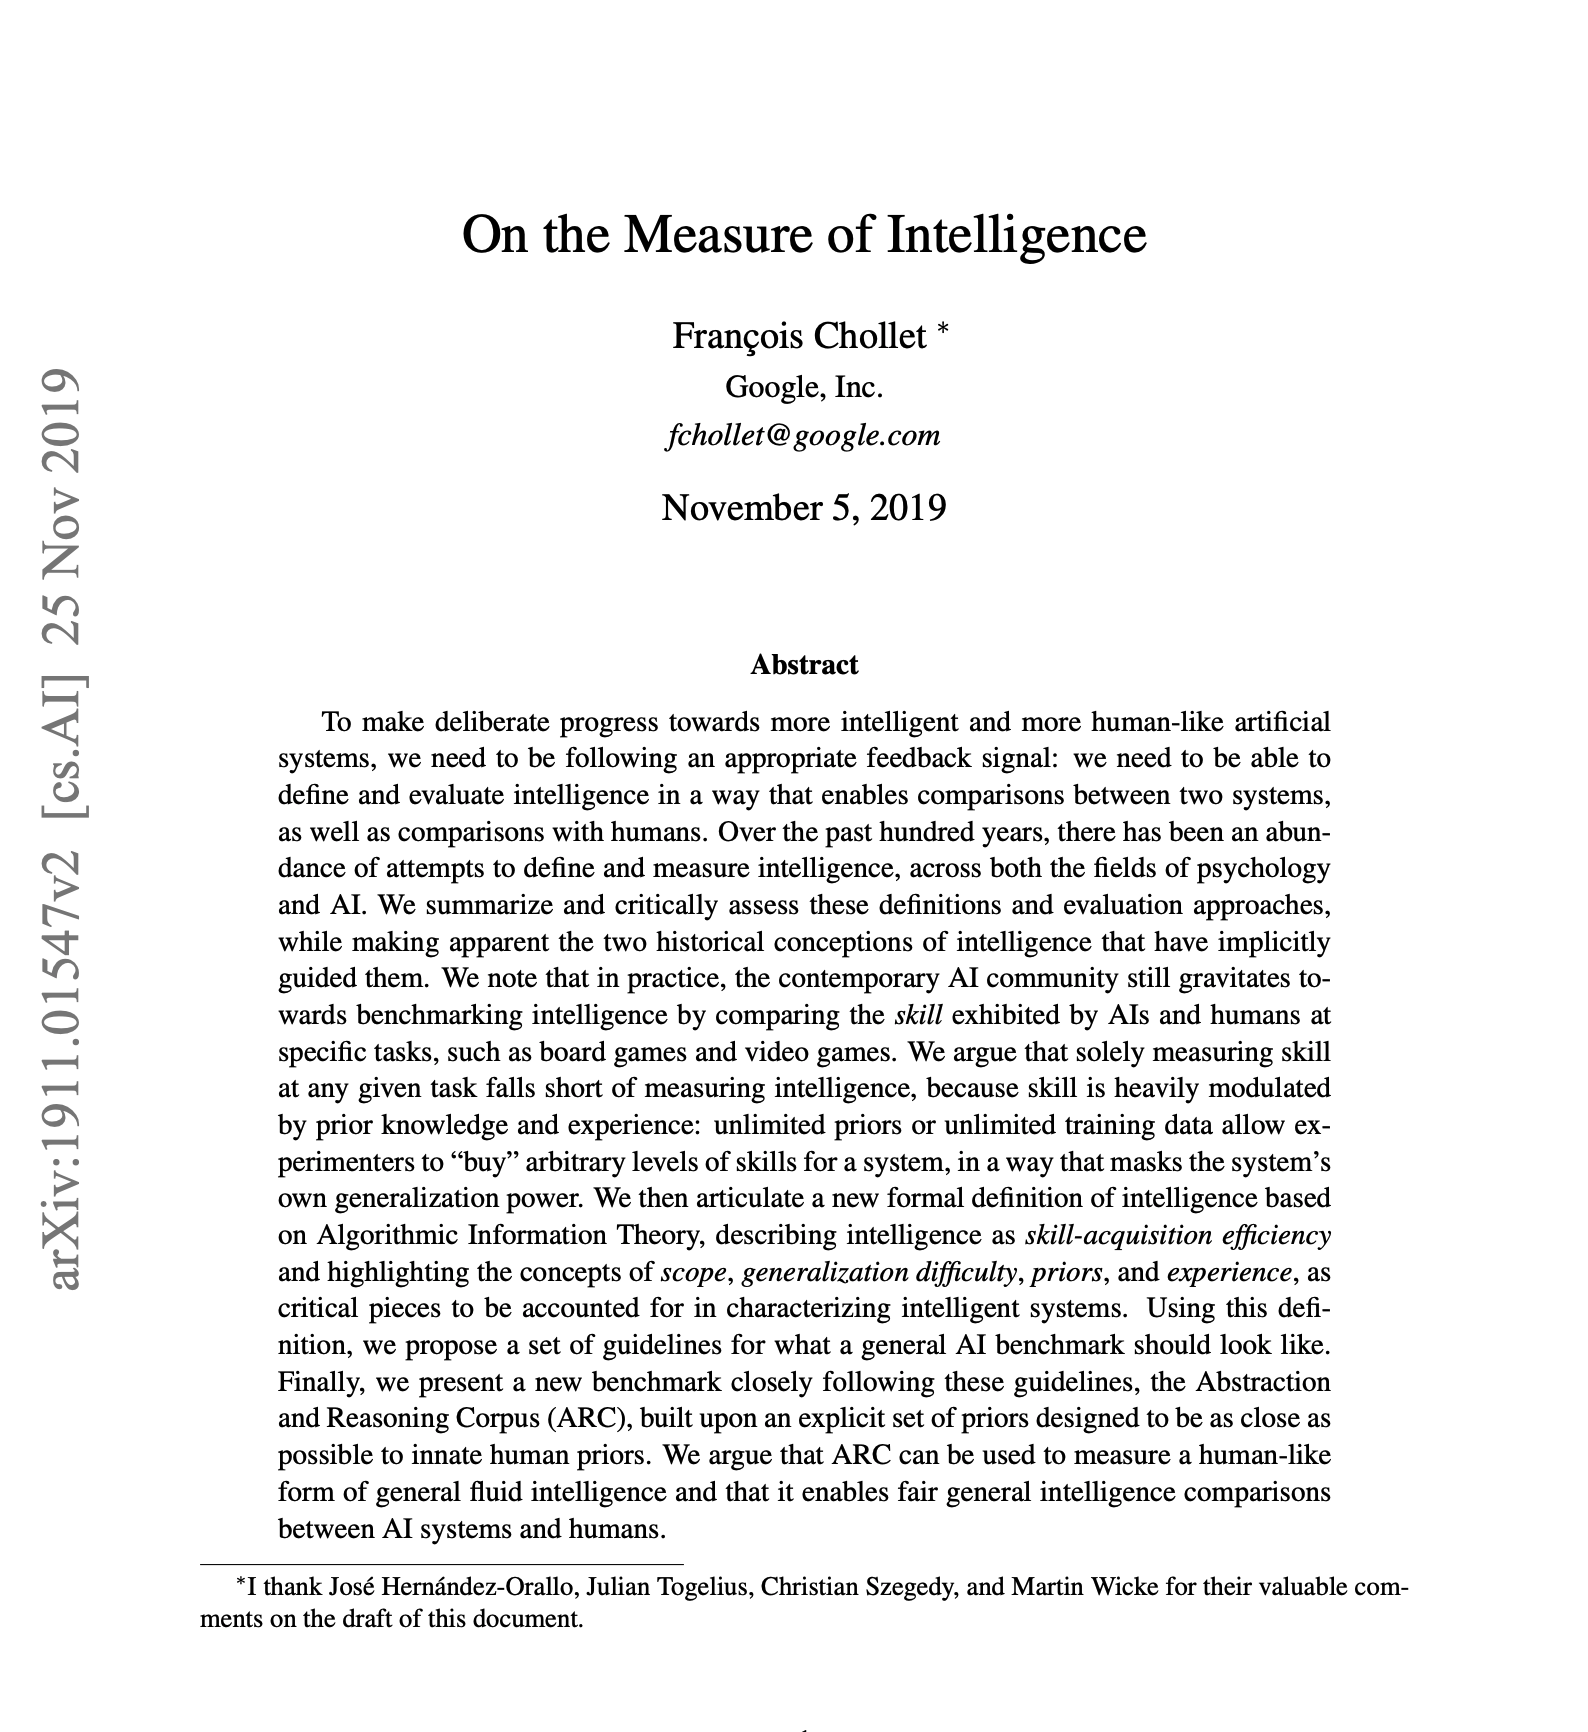 On the Measure of Intelligence
François Chollet *
Google, Inc.
fchollet@google.com
November 5, 2019
arXiv:1911.01547v2 [cs.AI] 25 Nov 2019
Abstract
To make deliberate progress towards more intelligent and more human-like artificial
systems, we need to be following an appropriate feedback signal: we need to be able to
define and evaluate intelligence in a way that enables comparisons between two systems,
as well as comparisons with humans. Over the past hundred years, there has been an abun-
dance of attempts to define and measure intelligence, across both the fields of psychology
and AI. We summarize and critically assess these definitions and evaluation approaches,
while making apparent the two historical conceptions of intelligence that have implicitly
guided them. We note that in practice, the contemporary AI community still gravitates to-
wards benchmarking intelligence by comparing the skill exhibited by AIs and humans at
specific tasks, such as board games and video games. We argue that solely measuring skill
at any given task falls short of measuring intelligence, because skill is heavily modulated
by prior knowledge and experience: unlimited priors or unlimited training data allow ex-
perimenters to “buy” arbitrary levels of skills for a system, in a way that masks the system’s
own generalization power. We then articulate a new formal definition of intelligence based
on Algorithmic Information Theory, describing intelligence as skill-acquisition efficiency
and highlighting the concepts of scope, generalization difficulty, priors, and experience, as
critical pieces to be accounted for in characterizing intelligent systems. Using this defi-
nition, we propose a set of guidelines for what a general AI benchmark should look like.
Finally, we present a new benchmark closely following these guidelines, the Abstraction
and Reasoning Corpus (ARC), built upon an explicit set of priors designed to be as close as
possible to innate human priors. We argue that ARC can be used to measure a human-like
form of general fluid intelligence and that it enables fair general intelligence comparisons
between AI systems and humans.
*I thank José Hernández-Orallo, Julian Togelius, Christian Szegedy, and Martin Wicke for their valuable com-
ments on the draft of this document.